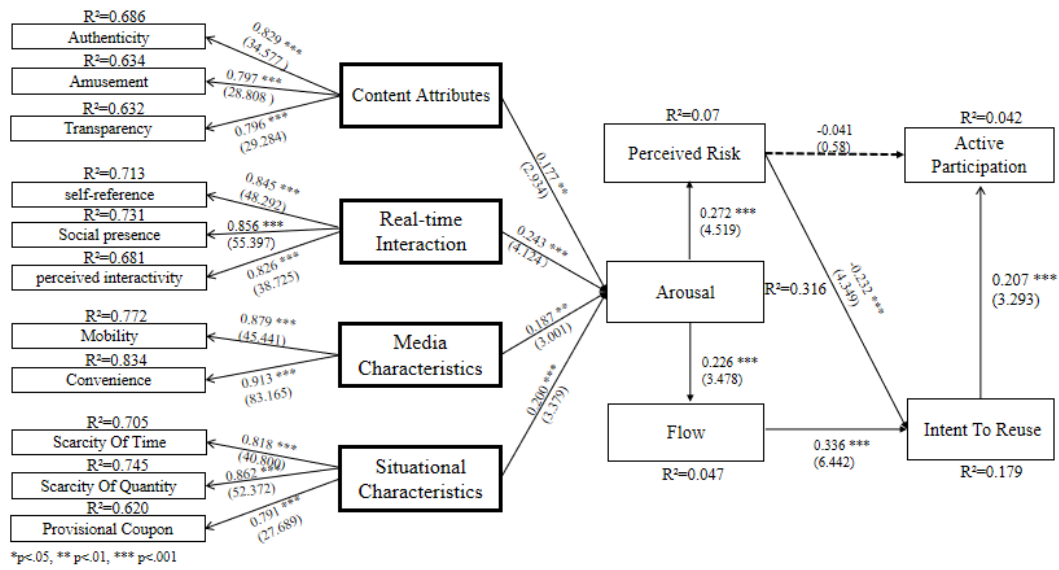 R²=0.686
Authenticity
R²=0.634
Amusement
R²=0.632
Transparency
0.829 ***
(34.577)
0.797 ***
(28.808 )
0.796 ***
(29.284)
Content Attributes
R²=0.713
self-reference
R²=0.731
Social presence
R²=0.681
perceived interactivity
0.845 ***
(48.292)
0.856 ***
(55.397)
0.826 ***
(38.725)
Real-time
Interaction
R²=0.772
Mobility
R²=0.834
Convenience
0.879 ***
(45.441)
0.913 ***
(83.165)
Media
Characteristics
R²=0.705
Scarcity Of Time
R²=0.745
Scarcity Of Quantity
R²=0.620
Provisional Coupon
0.818 ***
(40.800)
0.862 ***
(52.372)
0.791 ***
(27.689)
Situational
Characteristics
*p<.05, ** p<.01, *** p<.001
0.177 **
(2.934)
0.243 ***
(4.124)
0.187 **
(3.001)
0.200 ***
(3.379)
R²=0.07
Perceived Risk
0.272 ***
(4.519)
Arousal
R²=0.316
0.226 ***
(3.478)
Flow
R²=0.047
-0.041
(0.58)
-0.232 ***
(4.349)
0.336 ***
(6.442)
R²=0.042
Active
Participation
0.207 ***
(3.293)
Intent To Reuse
R²=0.179